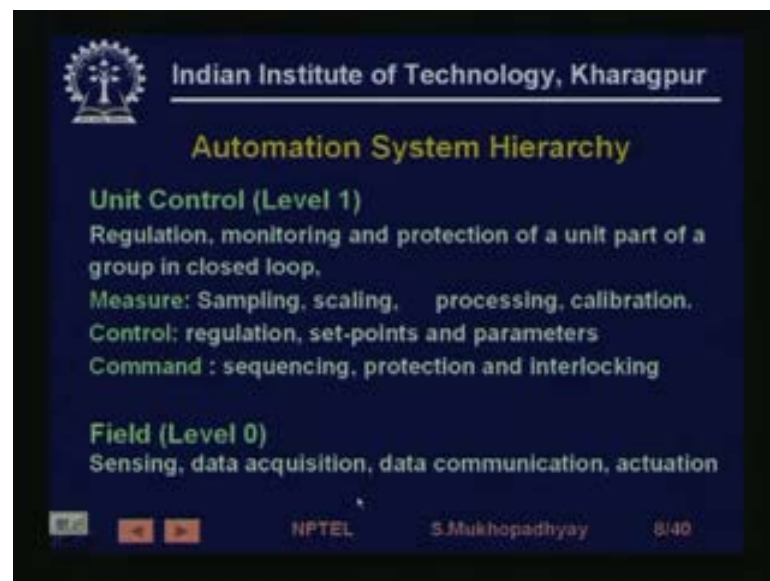 Indian Institute of Technology, Kharagpur
Automation System Hierarchy
Unit Control (Level 1)
Regulation, monitoring and protection of a unit part of a
group in closed loop.
Measure: Sampling, scaling, processing, calibration.
Control: regulation, set-points and parameters
Command : sequencing, protection and interlocking
Field (Level 0)
Sensing, data acquisition, data communication, actuation
NPTEL S.Mukhopadhyay 8/40